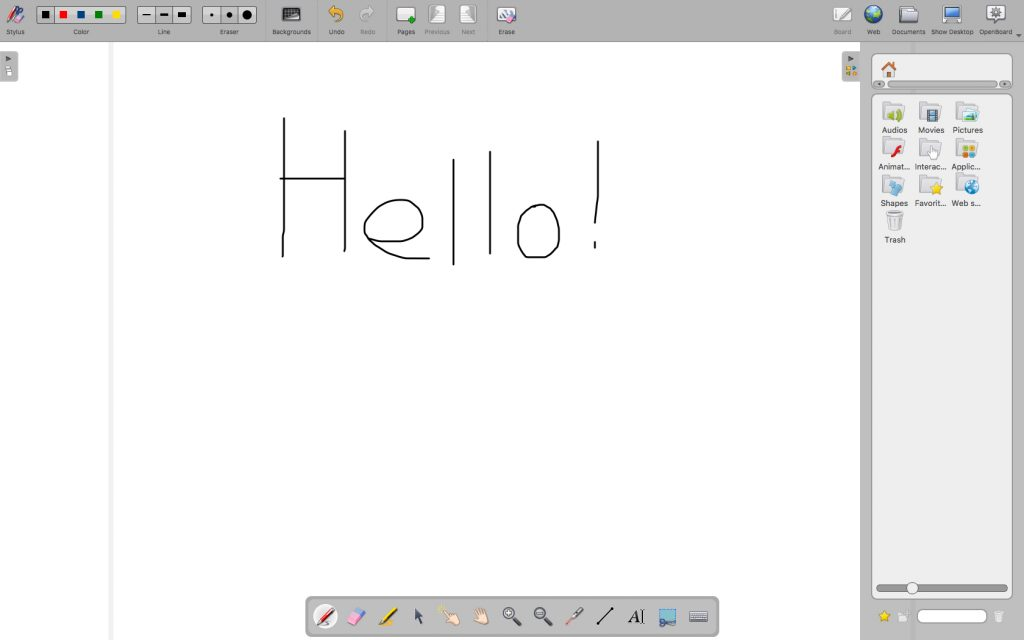 Stylus Color Line Eraser Backgrounds Undo Redo Pages Previous Next Erase Board Web Documents Show Desktop OpenBoard
Hello!
Audios Movies Pictures
Animat... Interac... Applic...
Shapes Favorit... Web s...
Trash
AI